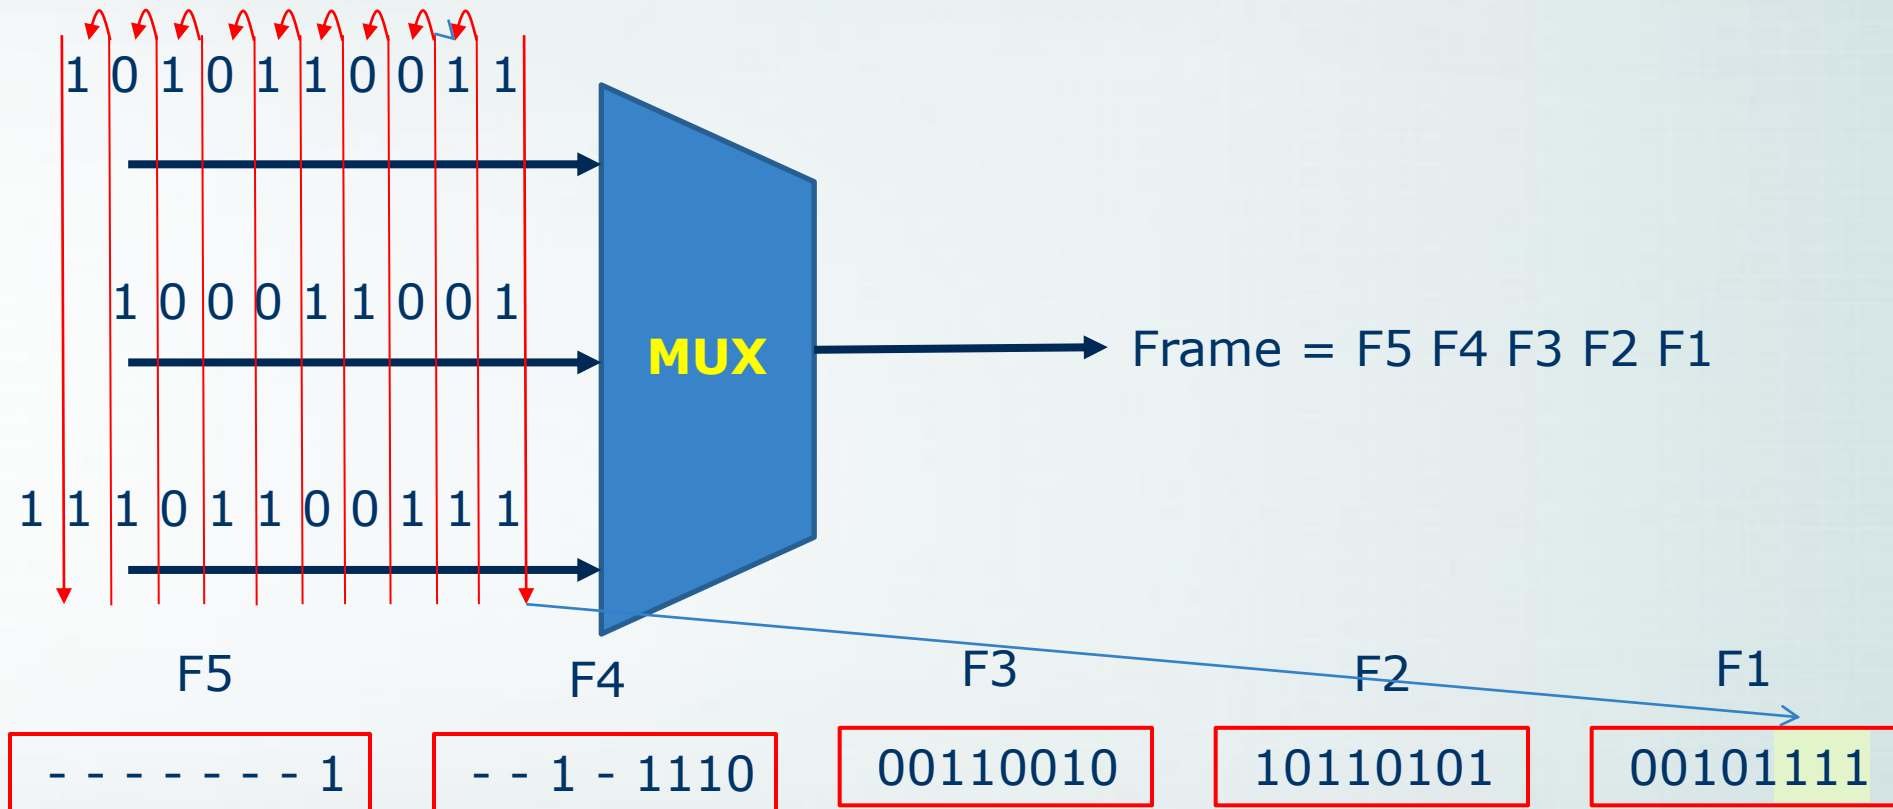 1 0 1 0 1 1 0 0 1 1
1 0 0 0 1 1 0 0 1
MUX
Frame = F5 F4 F3 F2 F1
1 1 1 0 1 1 0 0 1 1 1
F5 F4 F3 F2 F1
- - - - - - - 1 - - 1 - 1110 00110010 10110101 00101111